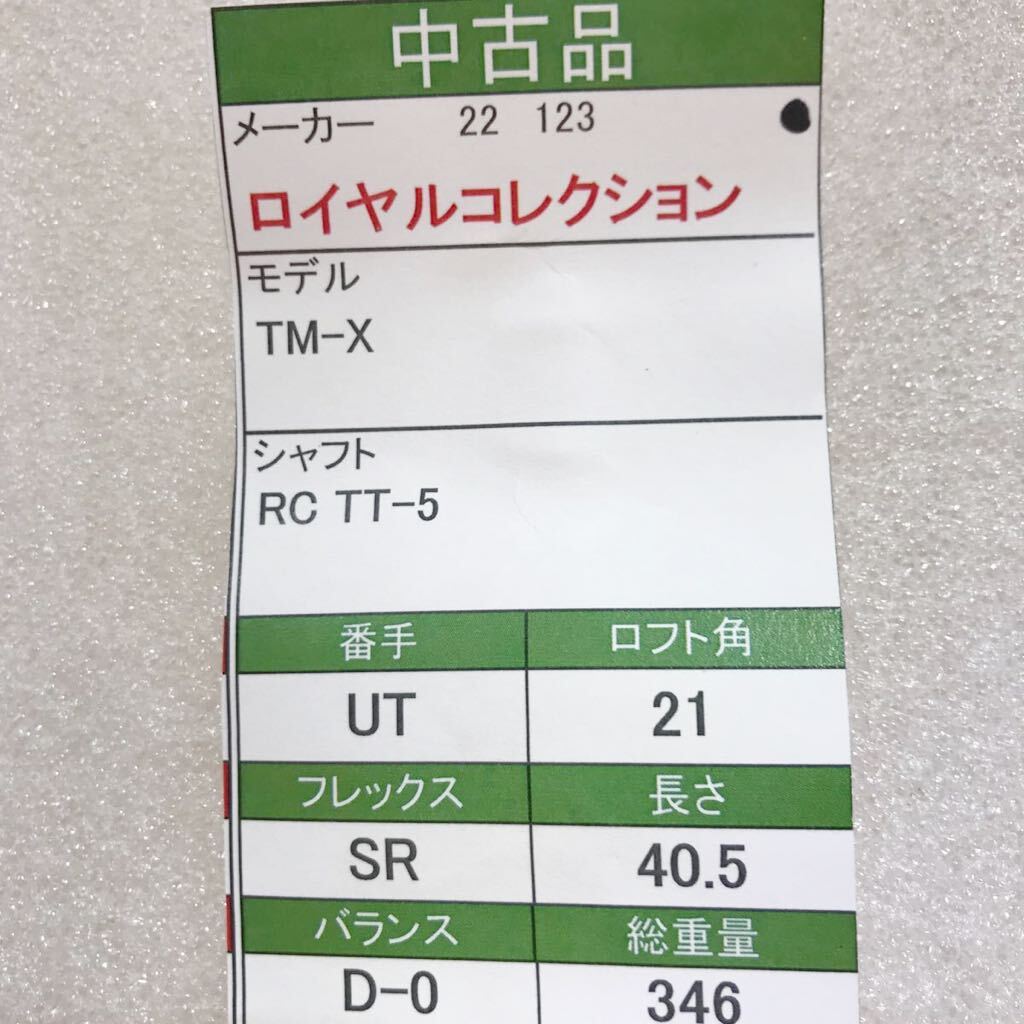 中古品
メーカー 22 123
ロイヤルコレクション
モデル
TM-X
シャフト
RC TT-5
番手 ロフト角
UT 21
フレックス 長さ
SR 40.5
バランス 総重量
D-0 346